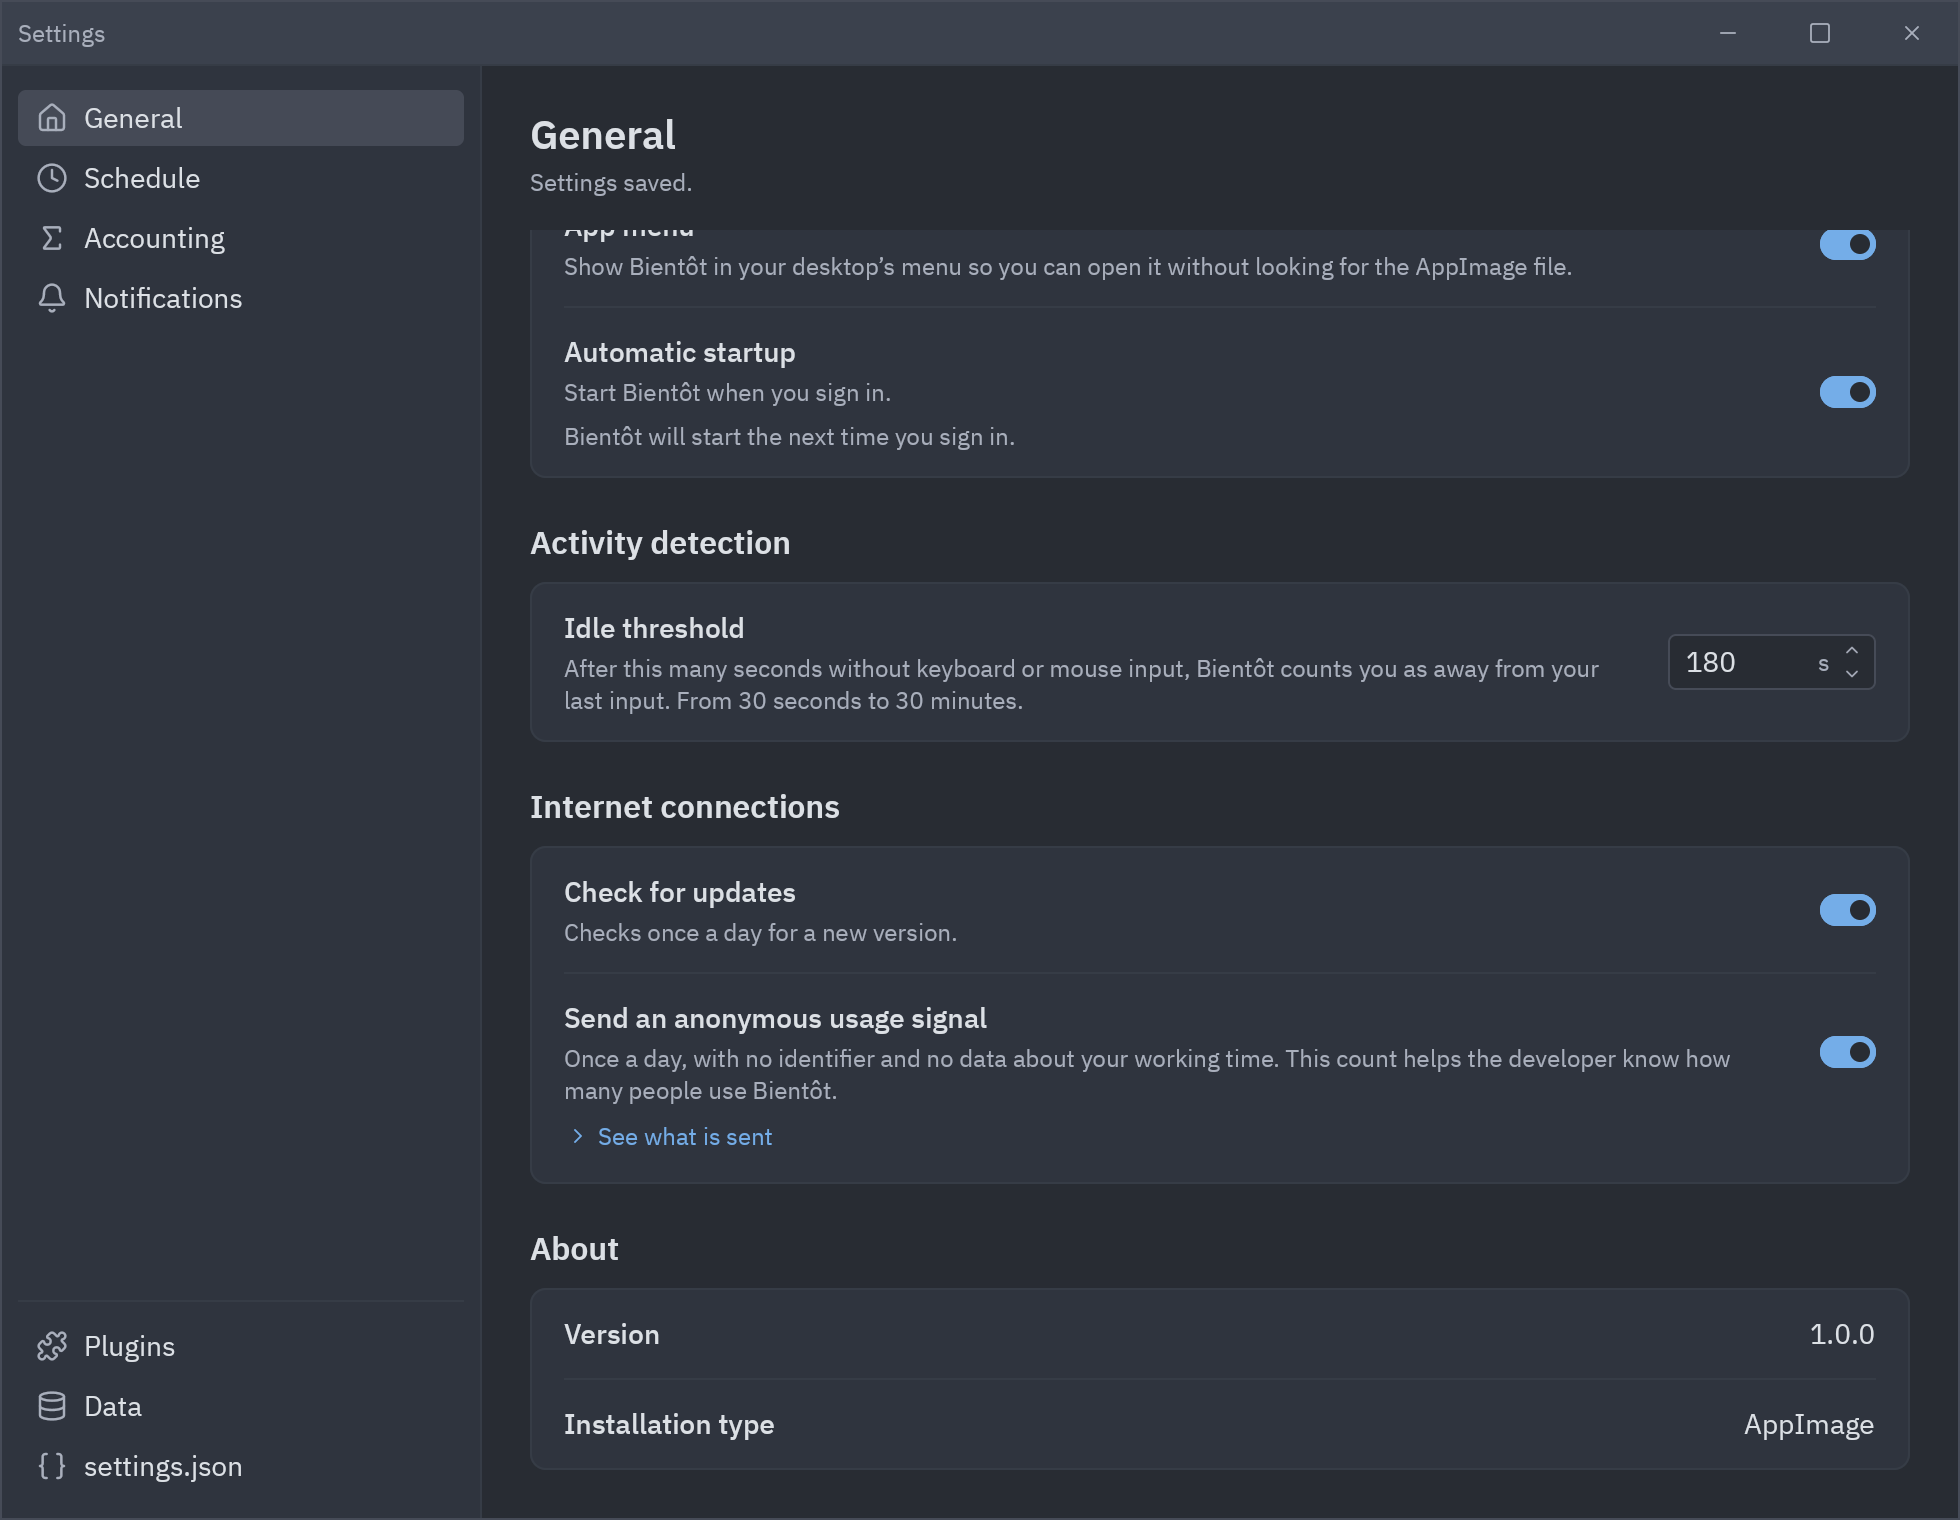 Settings
General
Schedule
Accounting
Notifications
Plugins
Data
settings.json
General
Settings saved.
App menu
Show Bientôt in your desktop’s menu so you can open it without looking for the AppImage file.
Automatic startup
Start Bientôt when you sign in.
Bientôt will start the next time you sign in.
Activity detection
Idle threshold
After this many seconds without keyboard or mouse input, Bientôt counts you as away from your
last input. From 30 seconds to 30 minutes.
180 s
Internet connections
Check for updates
Checks once a day for a new version.
Send an anonymous usage signal
Once a day, with no identifier and no data about your working time. This count helps the developer know how
many people use Bientôt.
See what is sent
About
Version 1.0.0
Installation type AppImage